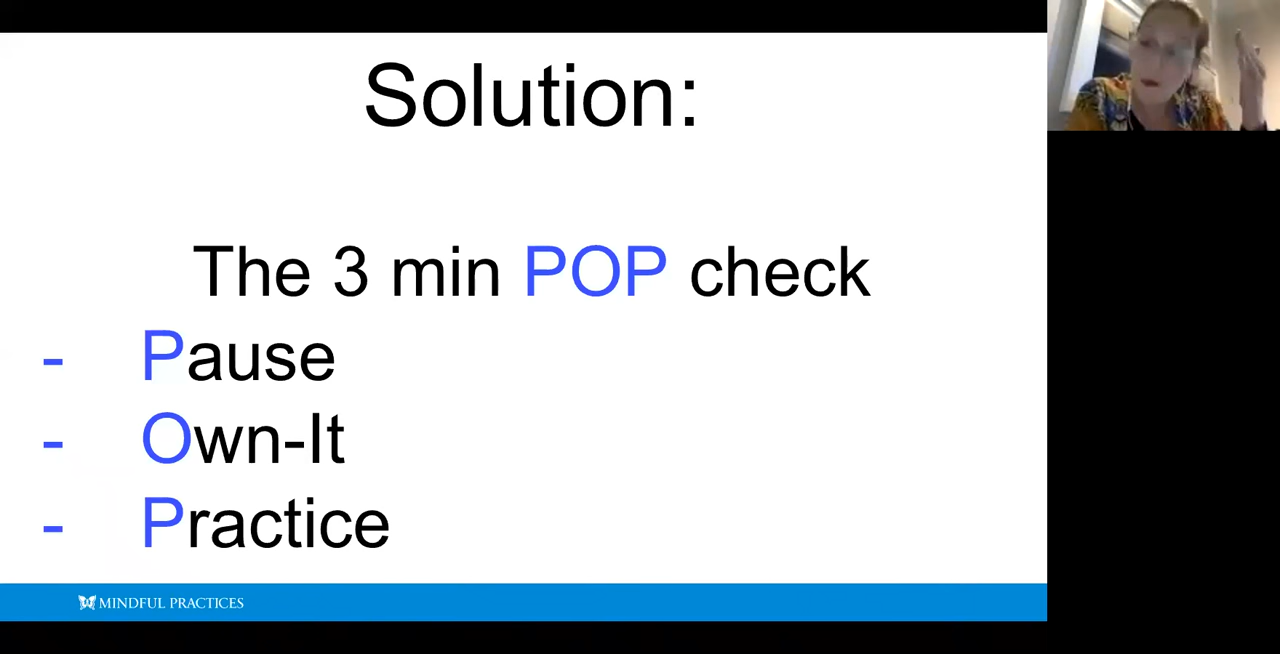 Solution:
The 3 min POP check
- Pause
- Own-It
- Practice
MINDFUL PRACTICES